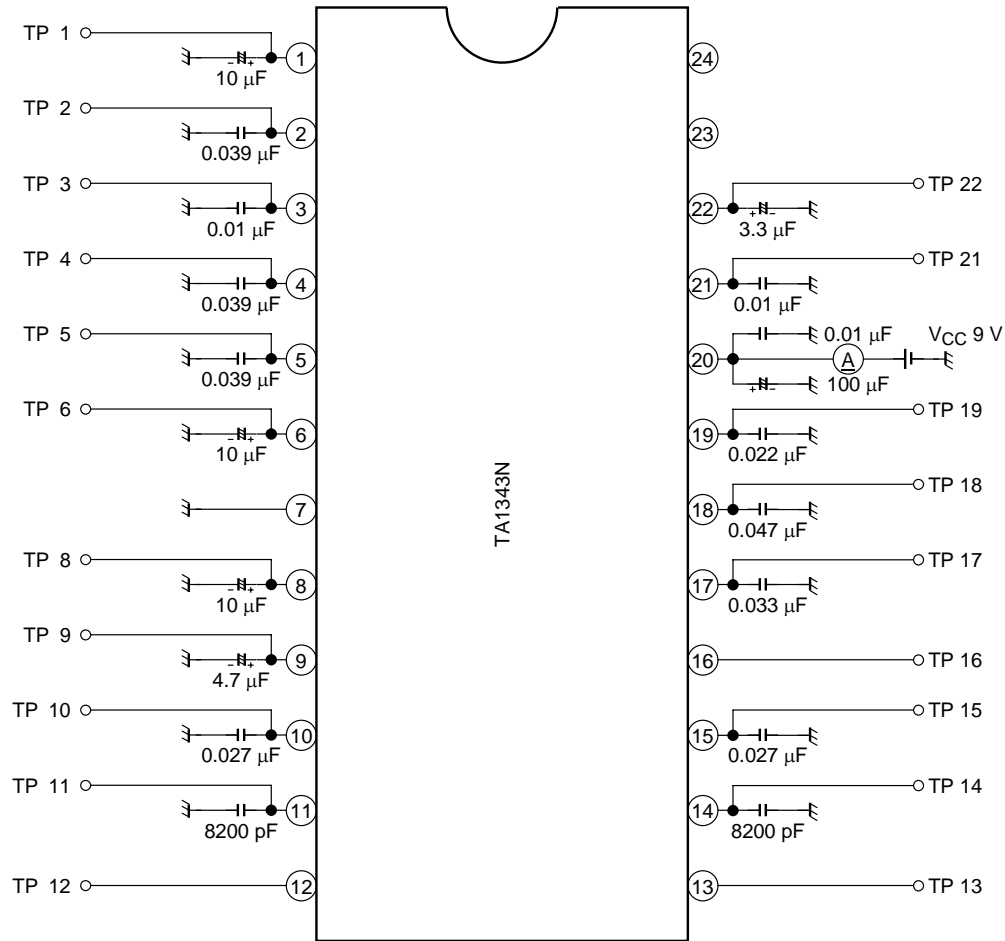 TP 1
1
10 µF
TP 2
2
0.039 µF
TP 3
3
0.01 µF
TP 4
4
0.039 µF
TP 5
5
0.039 µF
TP 6
6
10 µF
7
TP 8
8
10 µF
TP 9
9
4.7 µF
TP 10
10
0.027 µF
TP 11
11
8200 pF
TP 12
12
TA1343N
24
23
TP 22
22
3.3 µF
TP 21
21
0.01 µF
0.01 µF
VCC 9 V
20
A
100 µF
TP 19
19
0.022 µF
TP 18
18
0.047 µF
TP 17
17
0.033 µF
16
TP 16
TP 15
15
0.027 µF
TP 14
14
8200 pF
13
TP 13